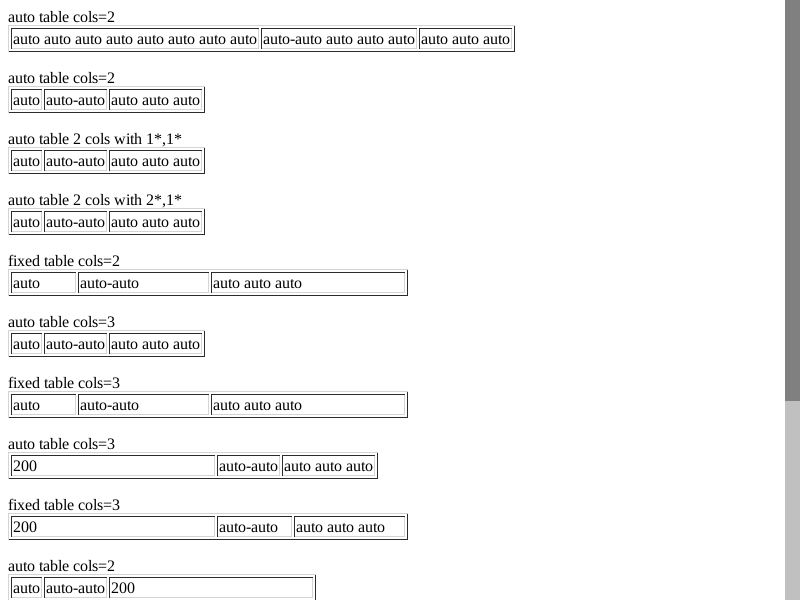 auto table cols=2
auto auto auto auto auto auto auto auto auto-auto auto auto auto auto auto auto
auto table cols=2
auto auto-auto auto auto auto
auto table 2 cols with 1*,1*
auto auto-auto auto auto auto
auto table 2 cols with 2*,1*
auto auto-auto auto auto auto
fixed table cols=2
auto auto-auto auto auto auto
auto table cols=3
auto auto-auto auto auto auto
fixed table cols=3
auto auto-auto auto auto auto
auto table cols=3
200 auto-auto auto auto auto
fixed table cols=3
200 auto-auto auto auto auto
auto table cols=2
auto auto-auto 200